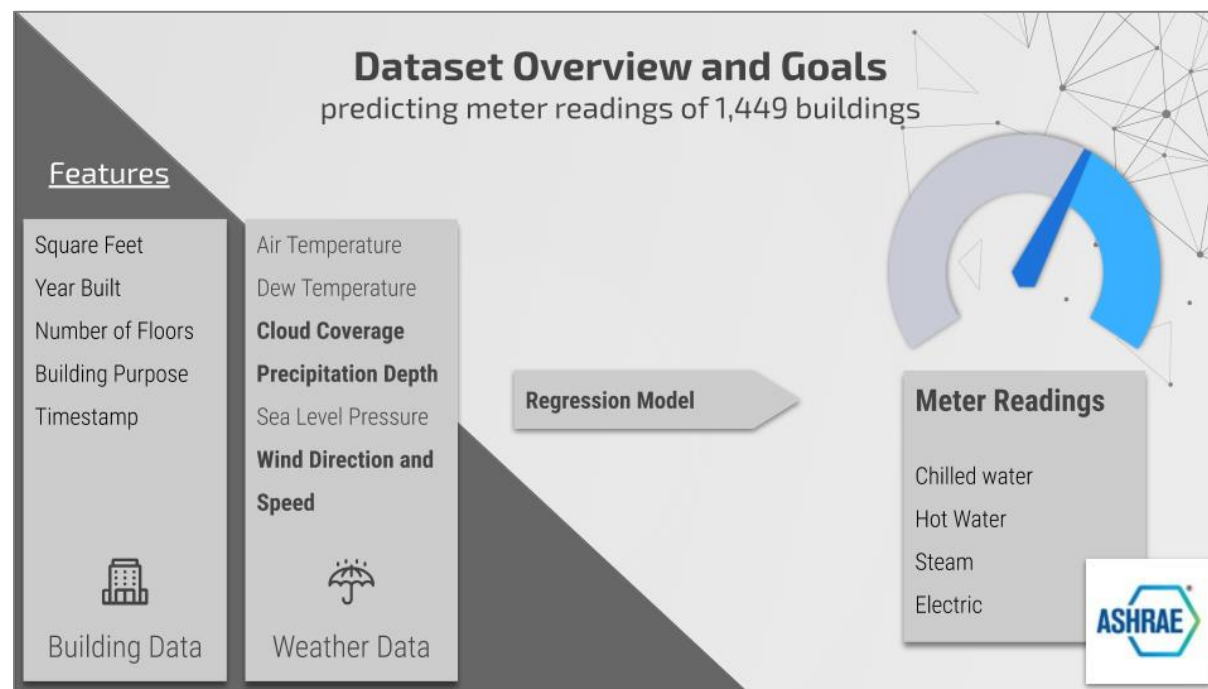 Dataset Overview and Goals
predicting meter readings of 1,449 buildings
Features
Square Feet
Year Built
Number of Floors
Building Purpose
Timestamp
Building Data
Air Temperature
Dew Temperature
Cloud Coverage
Precipitation Depth
Sea Level Pressure
Wind Direction and
Speed
Weather Data
Regression Model
Meter Readings
Chilled water
Hot Water
Steam
Electric
ASHRAE